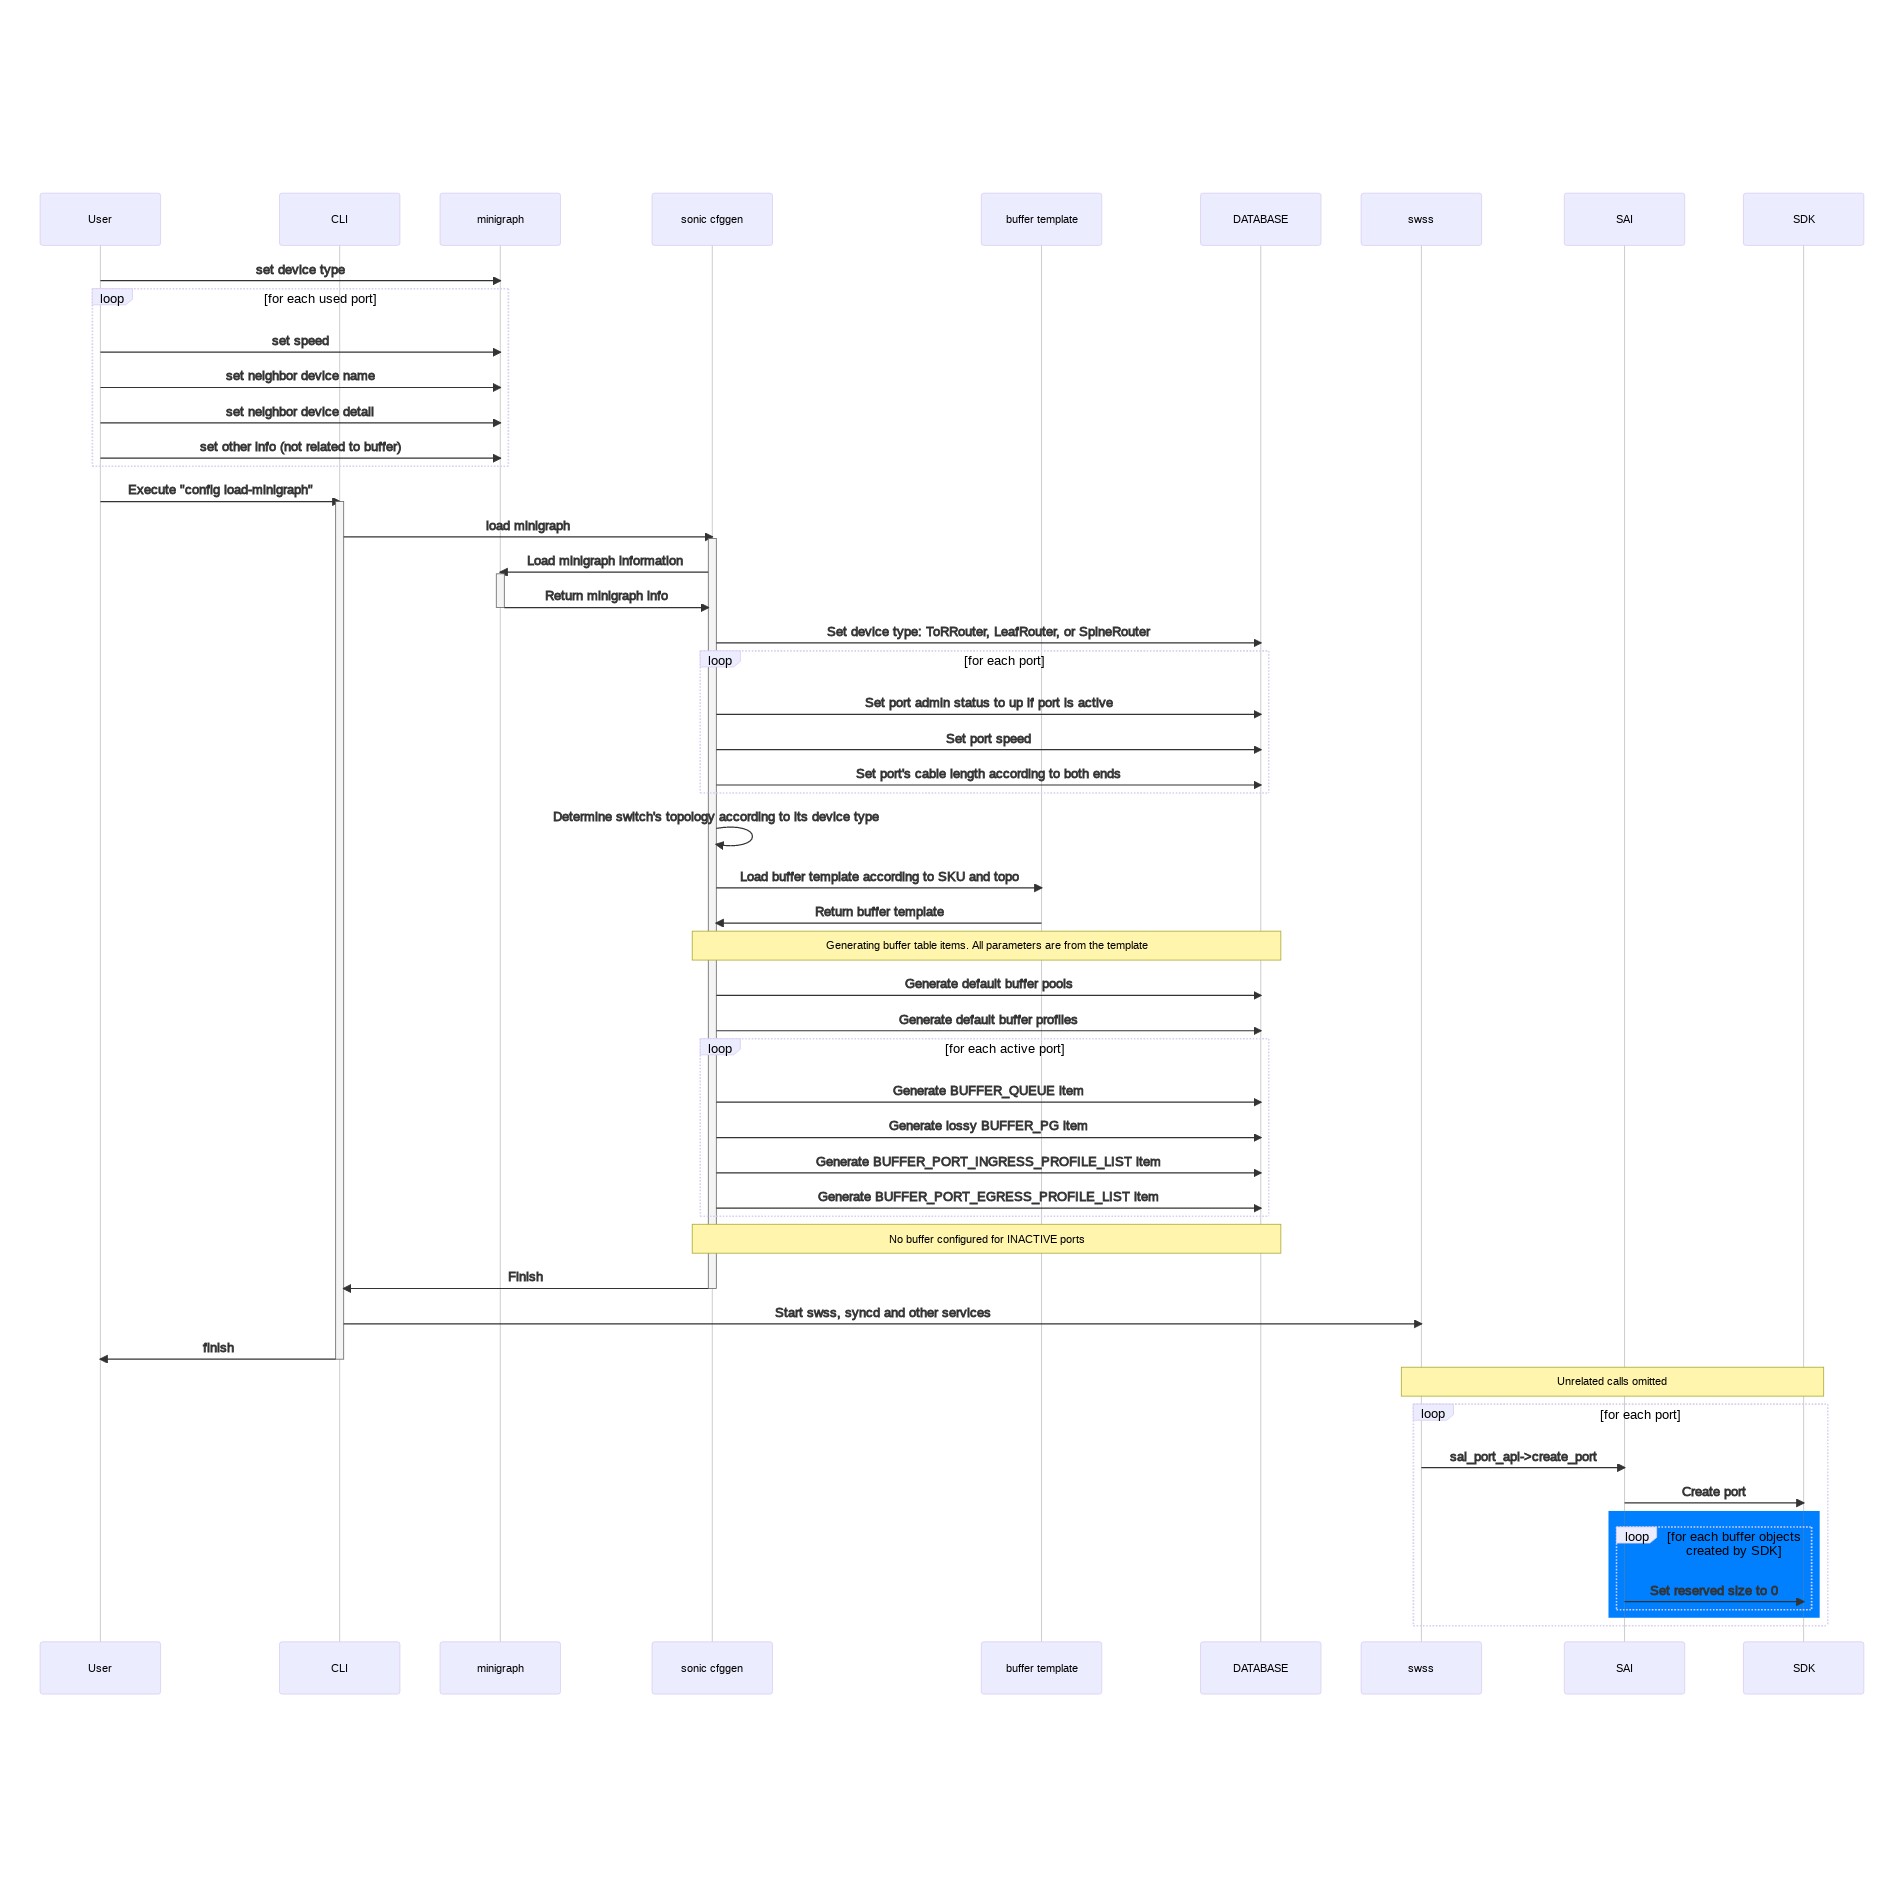 User
CLI
minigraph
sonic cfggen
buffer template
DATABASE
swss
SAI
SDK
set device type
loop
[for each used port]
set speed
set neighbor device name
set neighbor device detail
set other info (not related to buffer)
Execute "config load-minigraph"
load minigraph
Load minigraph information
Return minigraph info
Set device type: ToRRouter, LeafRouter, or SpineRouter
loop
[for each port]
Set port admin status to up if port is active
Set port speed
Set port's cable length according to both ends
Determine switch's topology according to its device type
Load buffer template according to SKU and topo
Return buffer template
Generating buffer table items. All parameters are from the template
Generate default buffer pools
Generate default buffer profiles
loop
[for each active port]
Generate BUFFER_QUEUE item
Generate lossy BUFFER_PG item
Generate BUFFER_PORT_INGRESS_PROFILE_LIST item
Generate BUFFER_PORT_EGRESS_PROFILE_LIST item
No buffer configured for INACTIVE ports
Finish
Start swss, syncd and other services
finish
Unrelated calls omitted
loop
[for each port]
sai_port_api->create_port
Create port
loop
[for each buffer objects
created by SDK]
Set reserved size to 0
User
CLI
minigraph
sonic cfggen
buffer template
DATABASE
swss
SAI
SDK